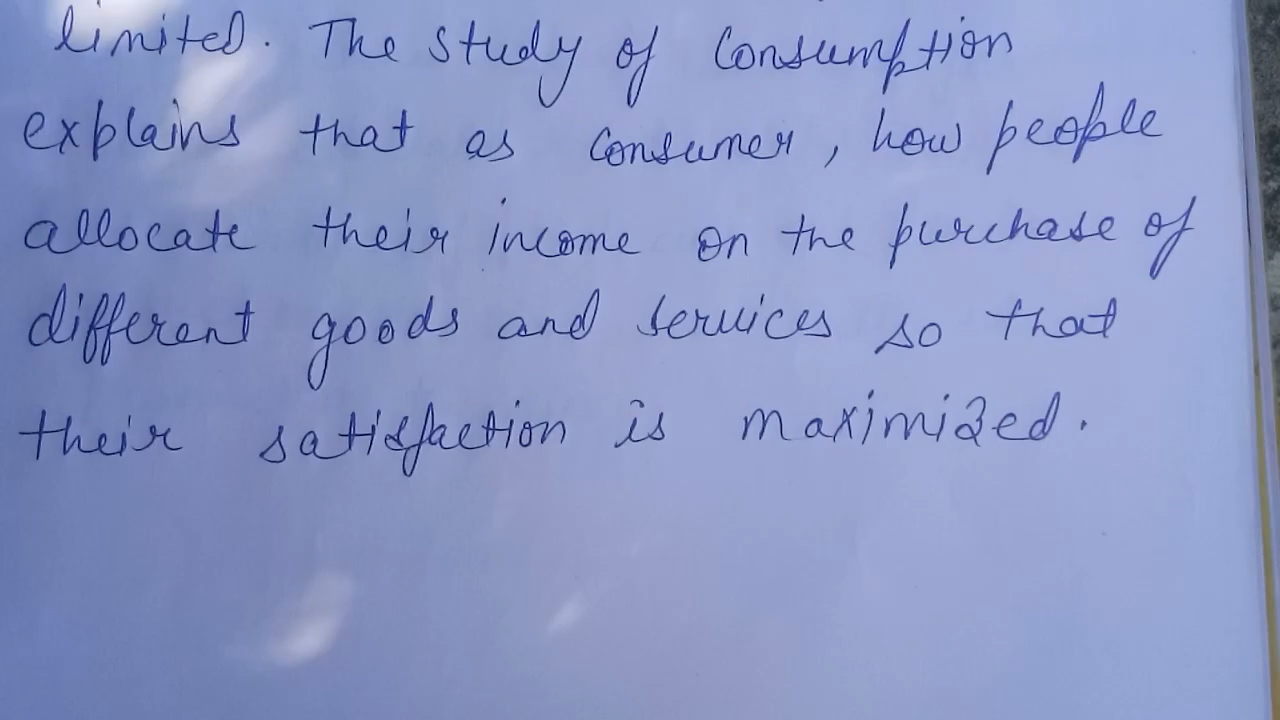 limited. The study of Consumption
explains that as Consumer, how people
allocate their income on the purchase of
different goods and services so that
their satisfaction is maximized.